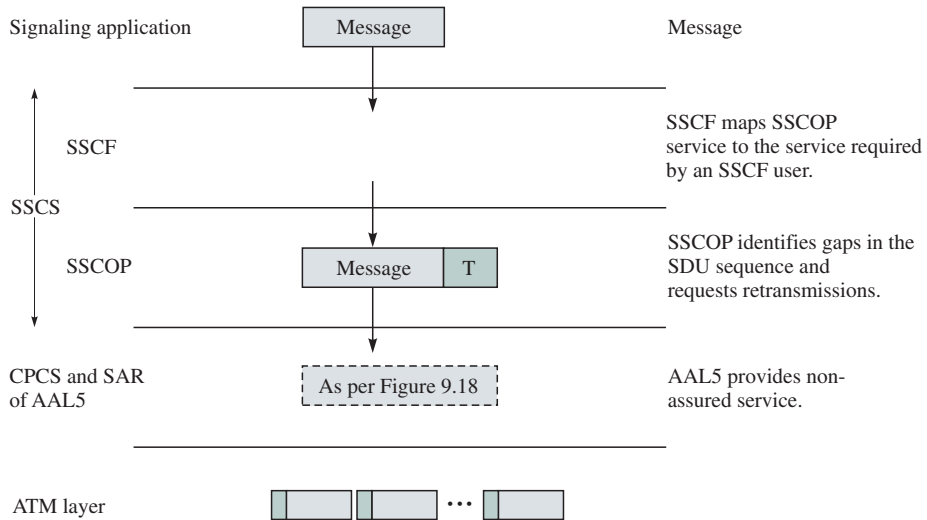 Signaling application
Message
Message
SSCF
SSCF maps SSCOP
service to the service required
by an SSCF user.
SSCS
SSCOP
Message
T
SSCOP identifies gaps in the
SDU sequence and
requests retransmissions.
CPCS and SAR
of AAL5
As per Figure 9.18
AAL5 provides non-
assured service.
ATM layer
...